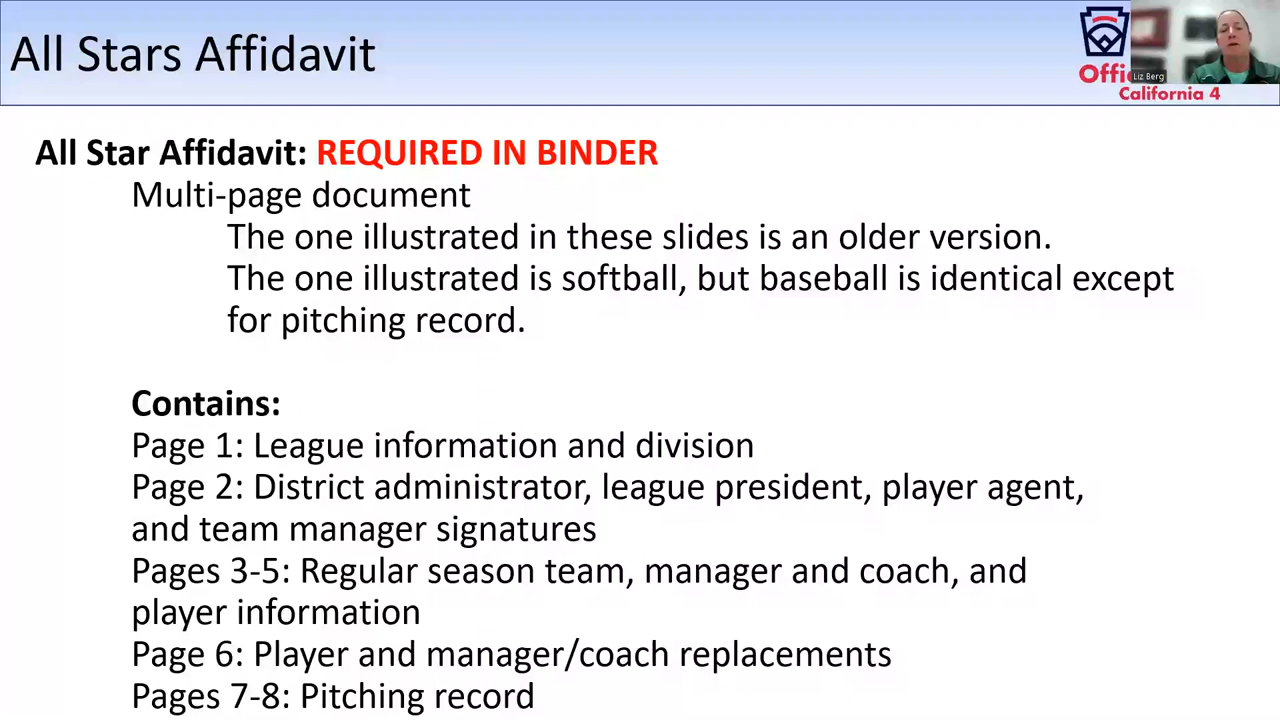 All Stars Affidavit
Liz Berg
California 4
All Star Affidavit: REQUIRED IN BINDER
Multi-page document
The one illustrated in these slides is an older version.
The one illustrated is softball, but baseball is identical except
for pitching record.
Contains:
Page 1: League information and division
Page 2: District administrator, league president, player agent,
and team manager signatures
Pages 3-5: Regular season team, manager and coach, and
player information
Page 6: Player and manager/coach replacements
Pages 7-8: Pitching record